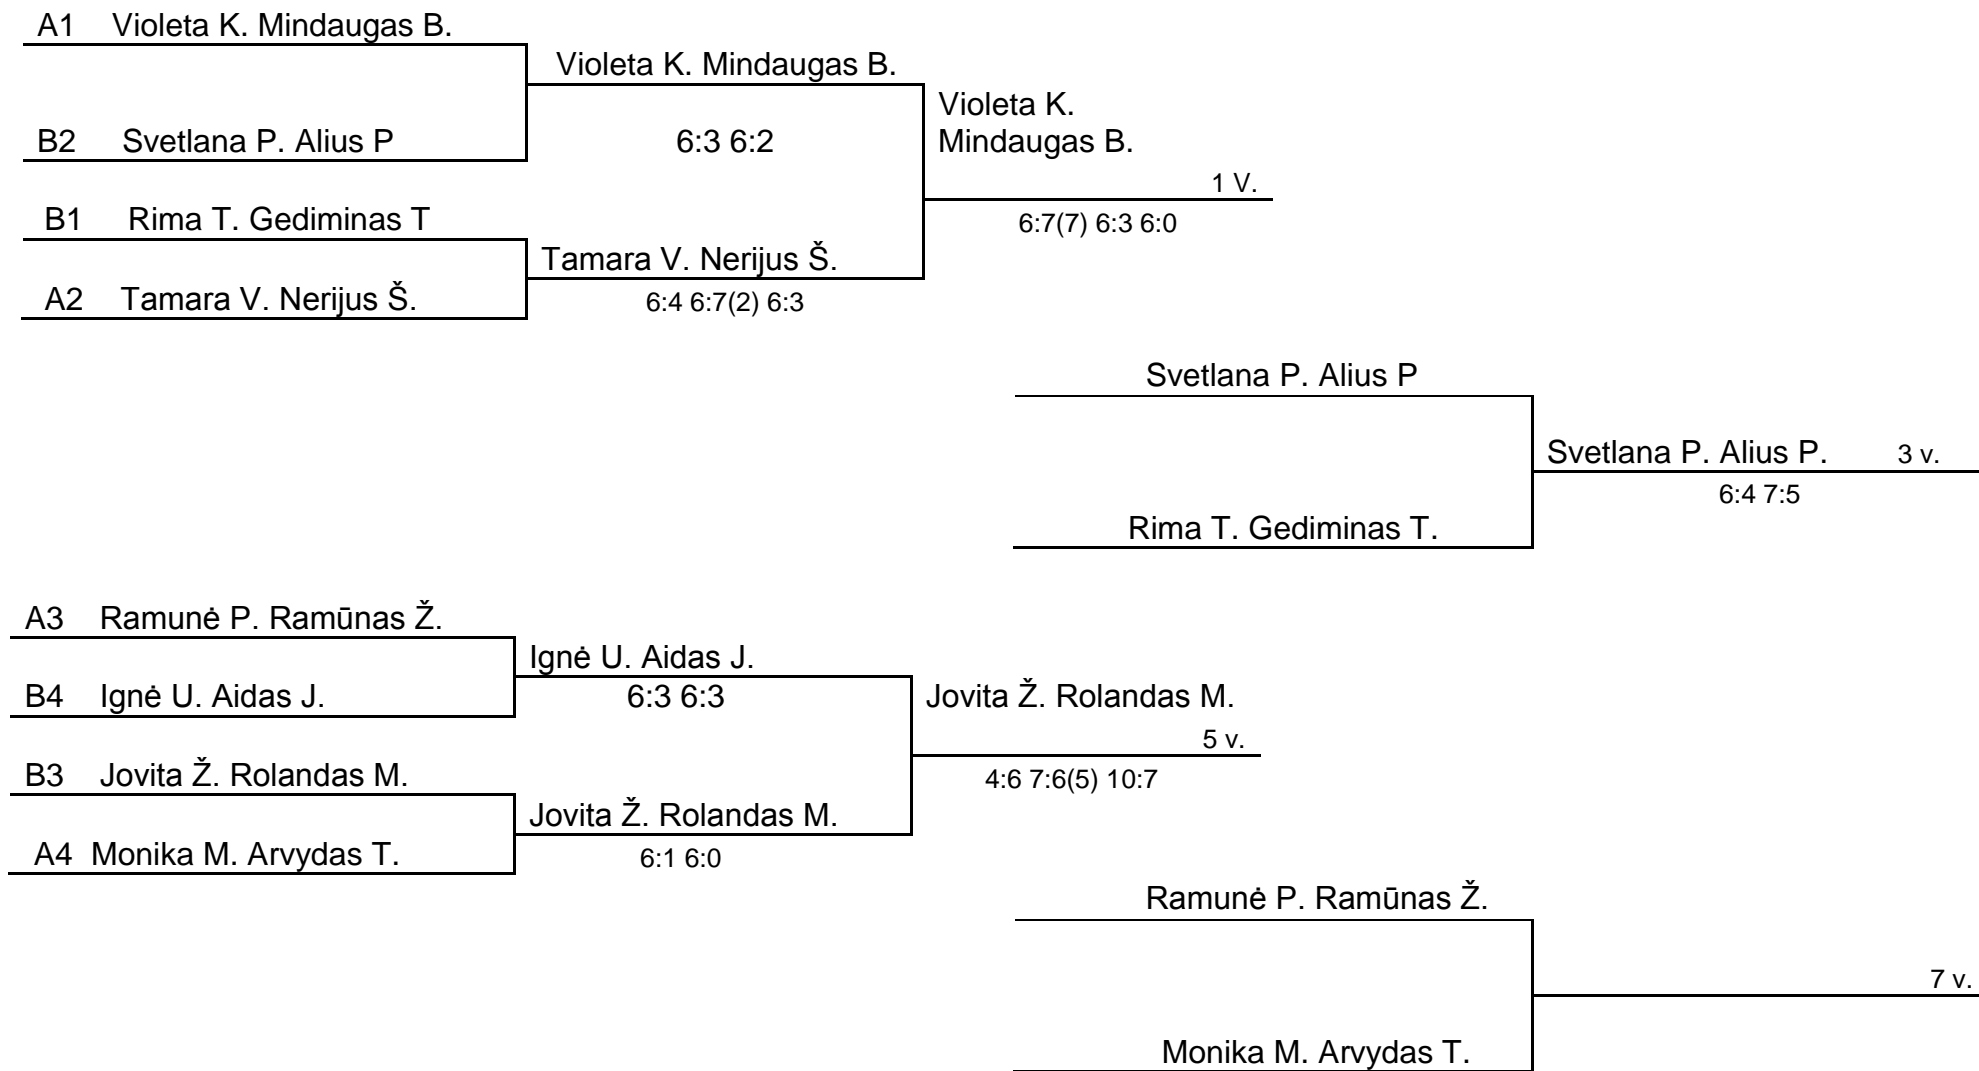 A1 Violeta K. Mindaugas B.
Violeta K. Mindaugas B.
Violeta K.
Mindaugas B.
B2 Svetlana P. Alius P
6:3 6:2
1 V.
B1 Rima T. Gediminas T
6:7(7) 6:3 6:0
Tamara V. Nerijus Š.
A2 Tamara V. Nerijus Š.
6:4 6:7(2) 6:3
Svetlana P. Alius P
Svetlana P. Alius P. 3 v.
6:4 7:5
Rima T. Gediminas T.
A3 Ramunė P. Ramūnas Ž.
Ignė U. Aidas J.
B4 Ignė U. Aidas J.
6:3 6:3
Jovita Ž. Rolandas M.
5 v.
B3 Jovita Ž. Rolandas M.
4:6 7:6(5) 10:7
Jovita Ž. Rolandas M.
A4 Monika M. Arvydas T.
6:1 6:0
Ramunė P. Ramūnas Ž.
7 v.
Monika M. Arvydas T.